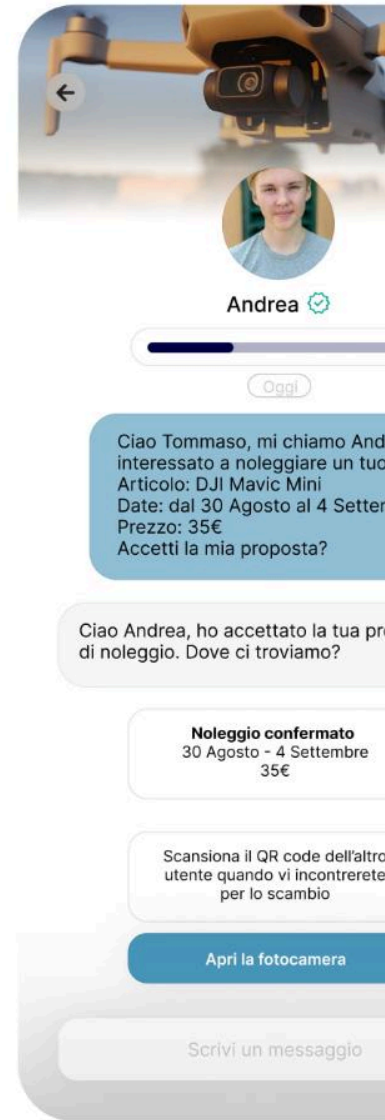 Andrea
Oggi
Ciao Tommaso, mi chiamo
interessato a noleggiare un tuo
Articolo: DJI Mavic Mini
Date: dal 30 Agosto al 4
Prezzo: 35€
Accetti la mia proposta?
Ciao Andrea, ho accettato la tua
di noleggio. Dove ci troviamo?
Noleggio confermato
30 Agosto - 4 Settembre
35€
Scansiona il QR code dell'altro
utente quando vi incontrerete
per lo scambio
Apri la fotocamera
Scrivi un messaggio